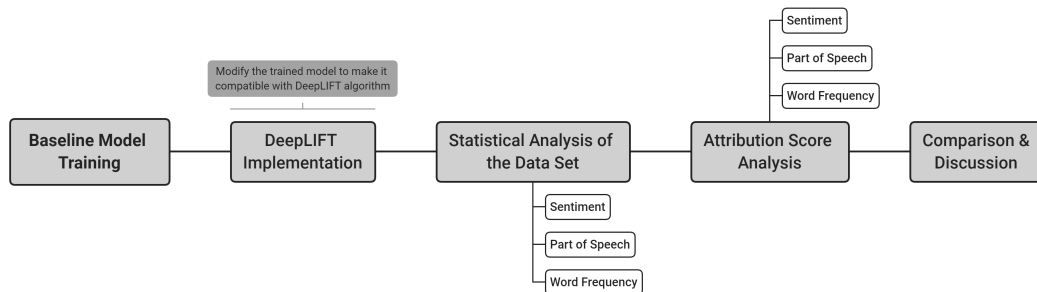 Sentiment
Part of Speech
Word Frequency
Modify the trained model to make it
compatible with DeepLIFT algorithm
Baseline Model
Training
DeepLIFT
Implementation
Statistical Analysis of
the Data Set
Attribution Score
Analysis
Comparison &
Discussion
Sentiment
Part of Speech
Word Frequency